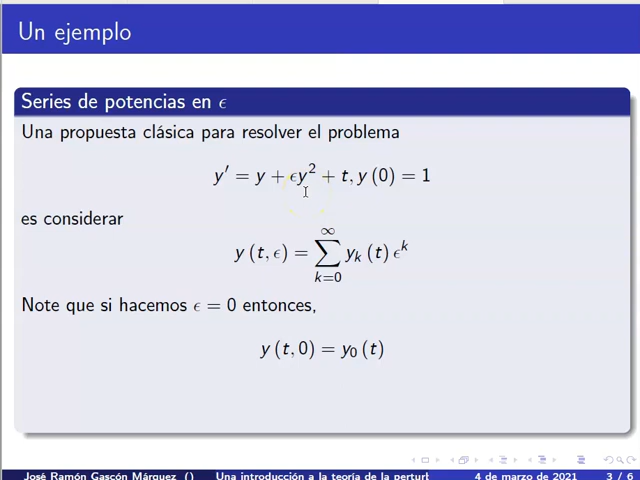 Un ejemplo
Series de potencias en ϵ
Una propuesta clásica para resolver el problema
y′ = y + ϵy² + t, y (0) = 1
es considerar
y (t, ϵ) = ∑_{k=0}^{∞} y_k (t) ϵ^k
Note que si hacemos ϵ = 0 entonces,
y (t, 0) = y₀ (t)
José Ramón Gascón Márquez () Una introducción a la teoría de la perturb 4 de marzo de 2021 3 / 6